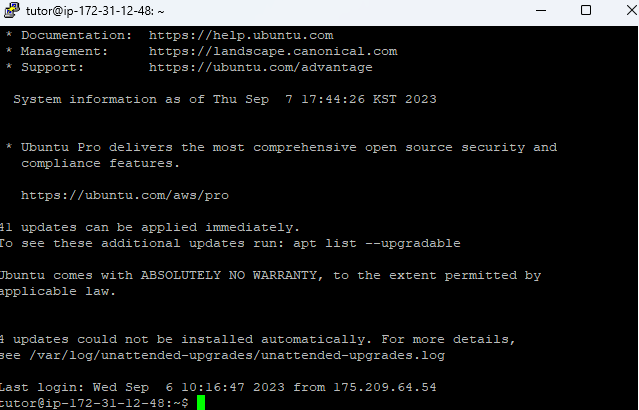 tutor@ip-172-31-12-48: ~
* Documentation:  https://help.ubuntu.com
* Management:     https://landscape.canonical.com
* Support:        https://ubuntu.com/advantage
System information as of Thu Sep  7 17:44:26 KST 2023
* Ubuntu Pro delivers the most comprehensive open source security and
compliance features.
https://ubuntu.com/aws/pro
41 updates can be applied immediately.
To see these additional updates run: apt list --upgradable
Ubuntu comes with ABSOLUTELY NO WARRANTY, to the extent permitted by
applicable law.
4 updates could not be installed automatically. For more details,
see /var/log/unattended-upgrades/unattended-upgrades.log
Last login: Wed Sep  6 10:16:47 2023 from 175.209.64.54
tutor@ip-172-31-12-48:~$